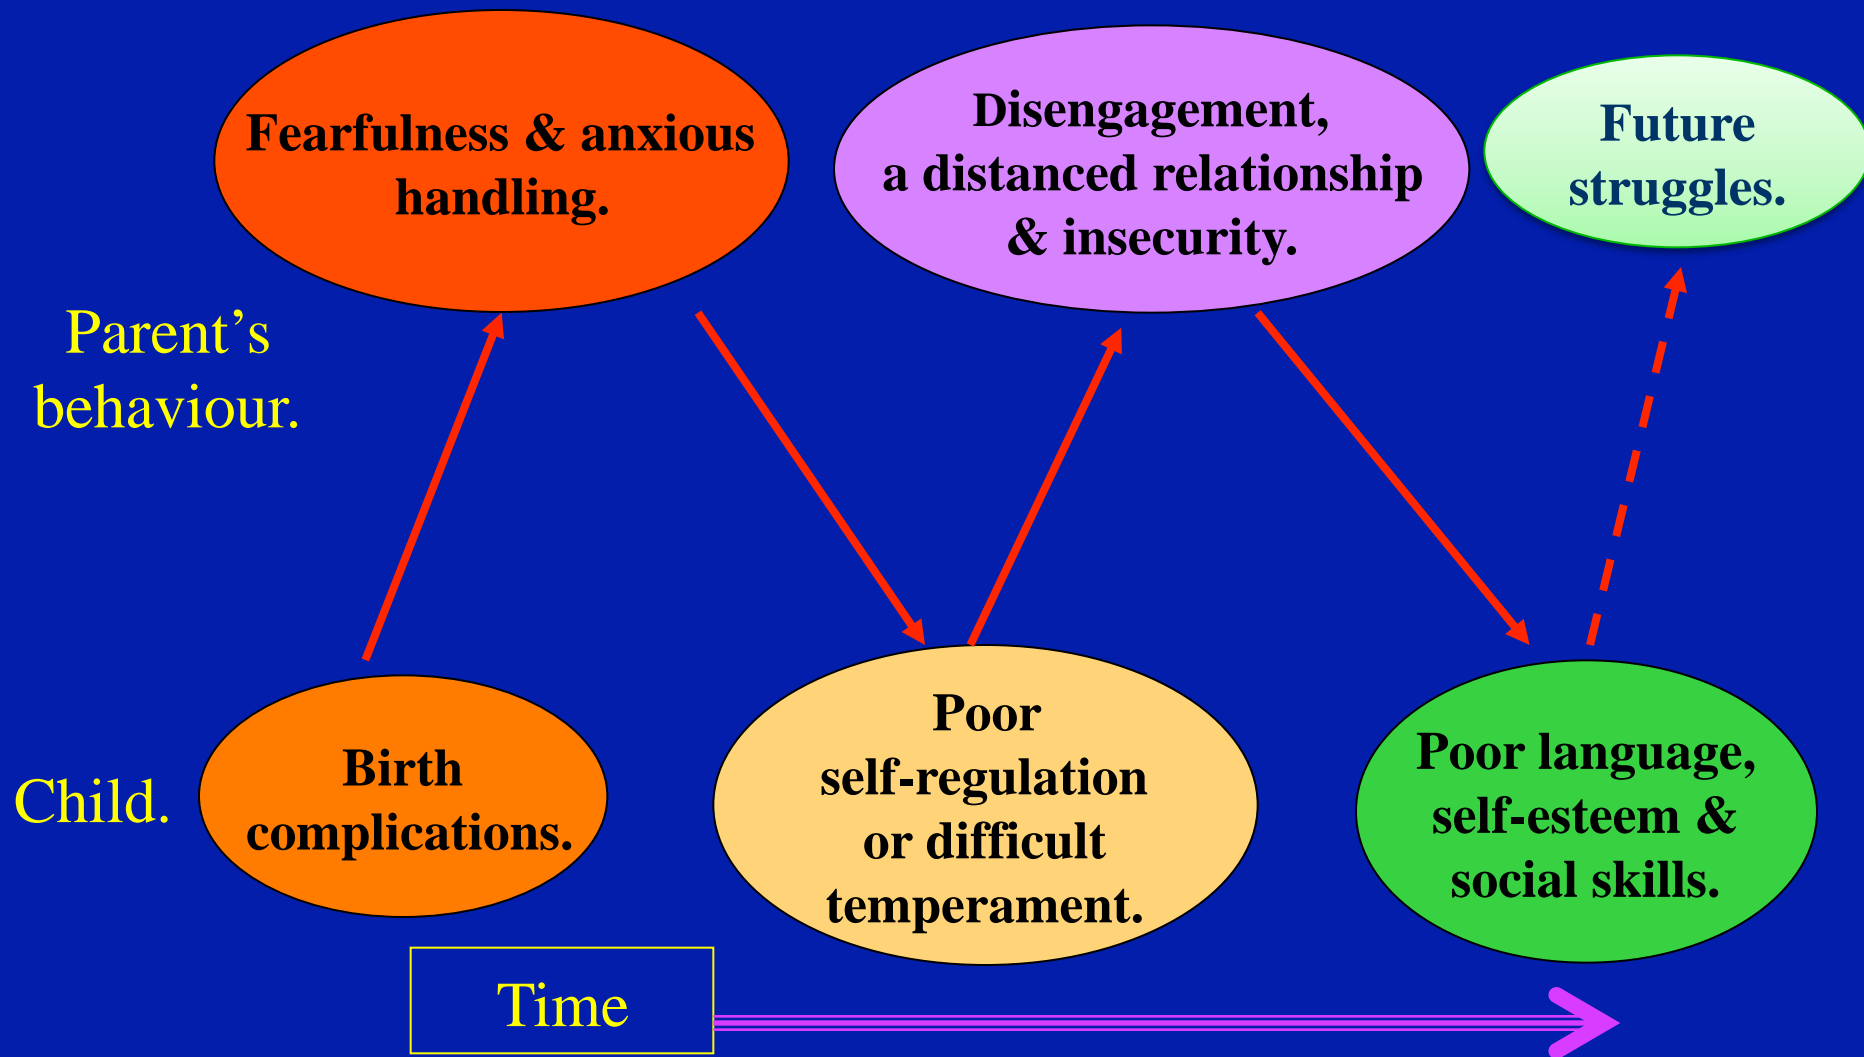 Fearfulness & anxious
handling.
Disengagement,
a distanced relationship
& insecurity.
Future
struggles.
Parent’s
behaviour.
Child.
Birth
complications.
Poor
self-regulation
or difficult
temperament.
Poor language,
self-esteem &
social skills.
Time